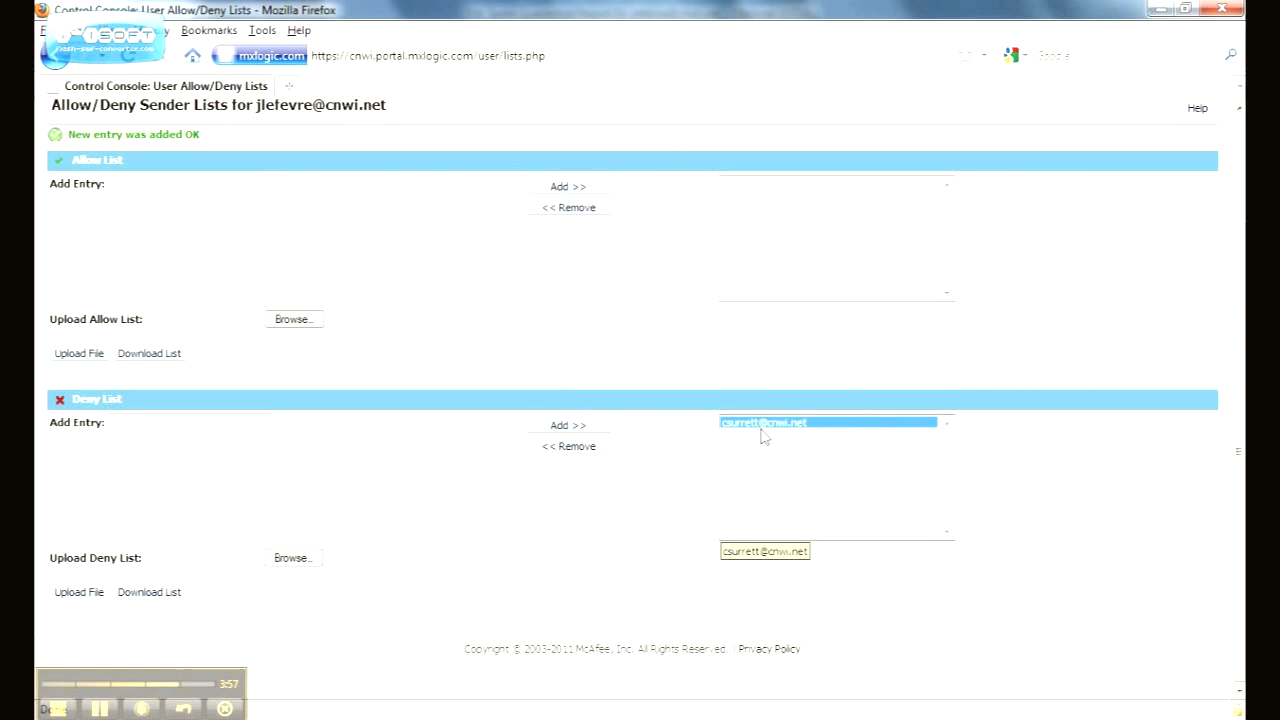 Control Console: User Allow/Deny Lists - Mozilla Firefox
Bookmarks Tools Help
flash-swf-converter.com
mxlogic.com https://cnwi.portal.mxlogic.com/user/lists.php
Control Console: User Allow/Deny Lists
Allow/Deny Sender Lists for jlefevre@cnwi.net
Help
New entry was added OK
Allow List
Add Entry:
Add >>
<< Remove
Upload Allow List:
Browse...
Upload File Download List
Deny List
Add Entry:
Add >>
csurrett@cnwi.net
<< Remove
csurrett@cnwi.net
Upload Deny List:
Browse...
Upload File Download List
Copyright © 2003-2011 McAfee, Inc. All Rights Reserved. | Privacy Policy
3:57